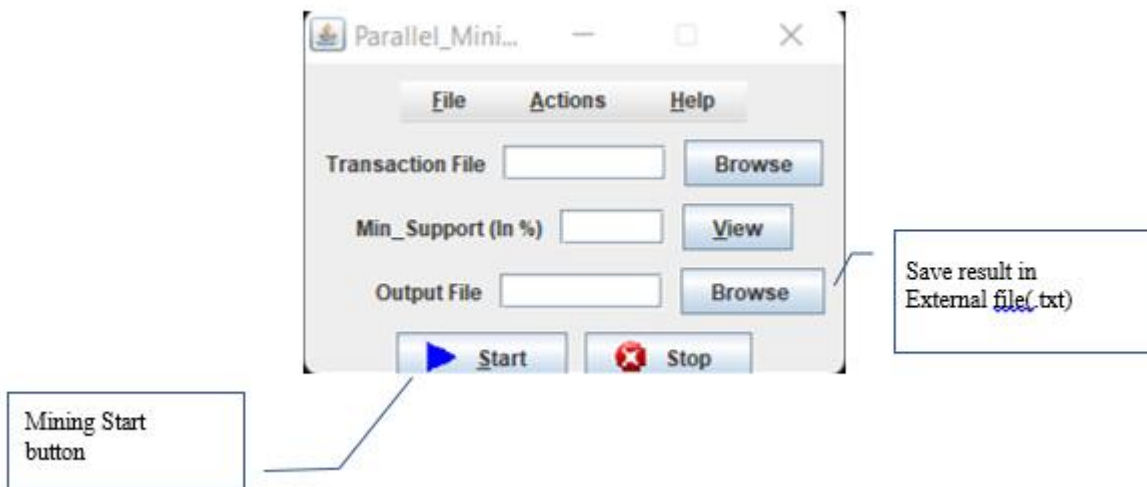 Parallel_Mini...
File Actions Help
Transaction File Browse
Min_Support (In %) View
Output File Browse
Start Stop
Save result in
External file(.txt)
Mining Start
button